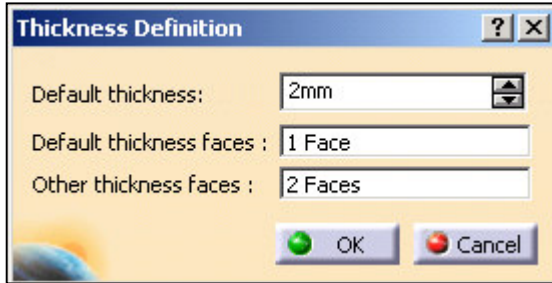 Thickness Definition ? X
Default thickness: 2mm
Default thickness faces : 1 Face
Other thickness faces : 2 Faces
OK Cancel